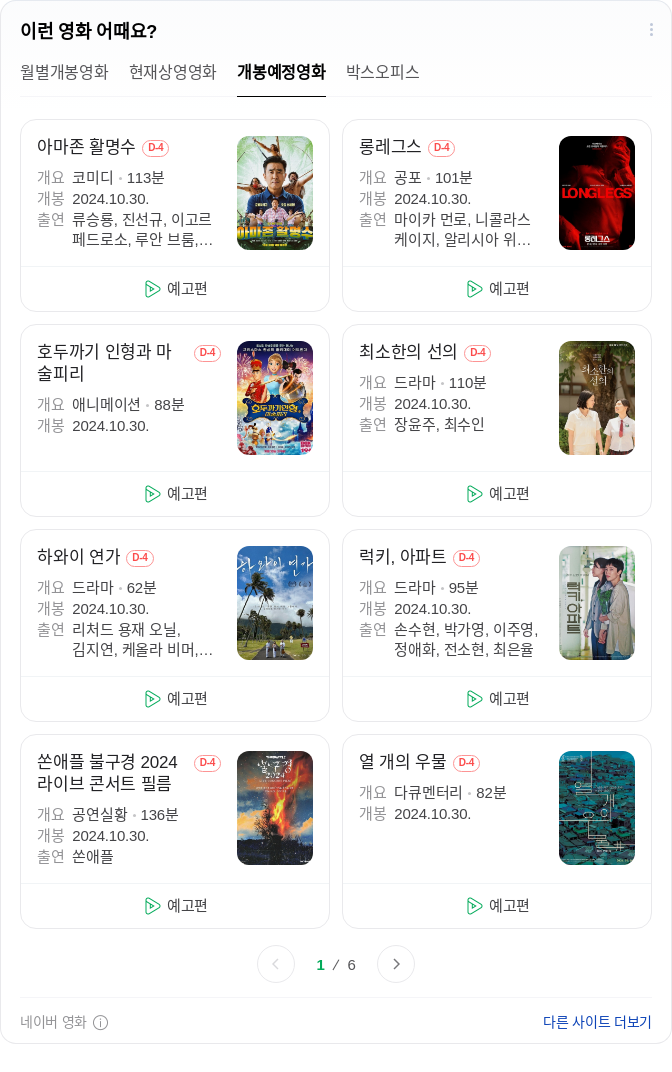 이런 영화 어때요?
월별개봉영화 현재상영영화 개봉예정영화 박스오피스
아마존 활명수 D-4
개요 코미디 · 113분
개봉 2024.10.30.
출연 류승룡, 진선규, 이고르
페드로소, 루안 브룸,...
아마존 활명수
예고편
롱레그스 D-4
개요 공포 · 101분
개봉 2024.10.30.
출연 마이카 먼로, 니콜라스
케이지, 알리시아 위...
LONGLEGS
롱레그스
예고편
호두까기 인형과 마
술피리 D-4
개요 애니메이션 · 88분
개봉 2024.10.30.
호두까기인형
예고편
최소한의 선의 D-4
개요 드라마 · 110분
개봉 2024.10.30.
출연 장윤주, 최수인
최소한의
선의
예고편
하와이 연가 D-4
개요 드라마 · 62분
개봉 2024.10.30.
출연 리처드 용재 오닐,
김지연, 케올라 비머,...
하와이 연가
예고편
럭키, 아파트 D-4
개요 드라마 · 95분
개봉 2024.10.30.
출연 손수현, 박가영, 이주영,
정애화, 전소현, 최은율
럭키, 아파트
예고편
쏜애플 불구경 2024
라이브 콘서트 필름 D-4
개요 공연실황 · 136분
개봉 2024.10.30.
출연 쏜애플
불구경
2024
예고편
열 개의 우물 D-4
개요 다큐멘터리 · 82분
개봉 2024.10.30.
열
개의
우물
예고편
1 / 6
네이버 영화
다른 사이트 더보기